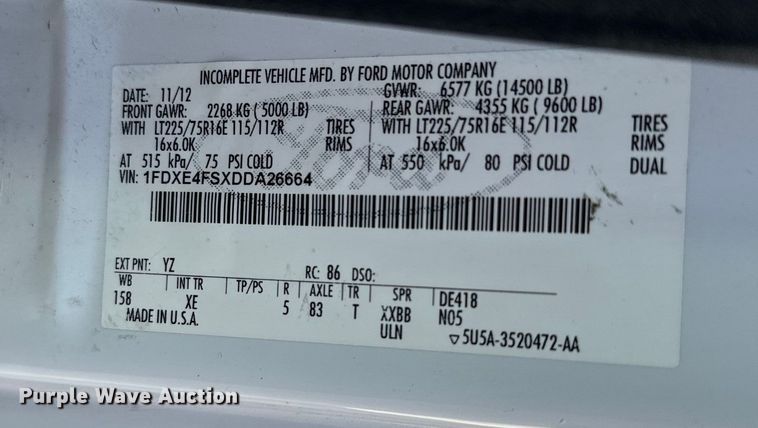 INCOMPLETE VEHICLE MFD. BY FORD MOTOR COMPANY
DATE: 11/12 GVWR: 6577 KG (14500 LB)
FRONT GAWR: 2268 KG ( 5000 LB) REAR GAWR: 4355 KG ( 9600 LB)
WITH LT225/75R16E 115/112R TIRES WITH LT225/75R16E 115/112R TIRES
16x6.0K RIMS 16x6.0K RIMS
AT 515 kPa/ 75 PSI COLD AT 550 kPa/ 80 PSI COLD DUAL
VIN: 1FDXE4FSXDDA26664
Ford
EXT PNT: YZ RC: 86 DSO:
WB INT TR TP/PS R AXLE TR SPR DE418
158 XE 5 83 T XXBB N05
MADE IN U.S.A. ULN ▽5U5A-3520472-AA
Purple Wave Auction